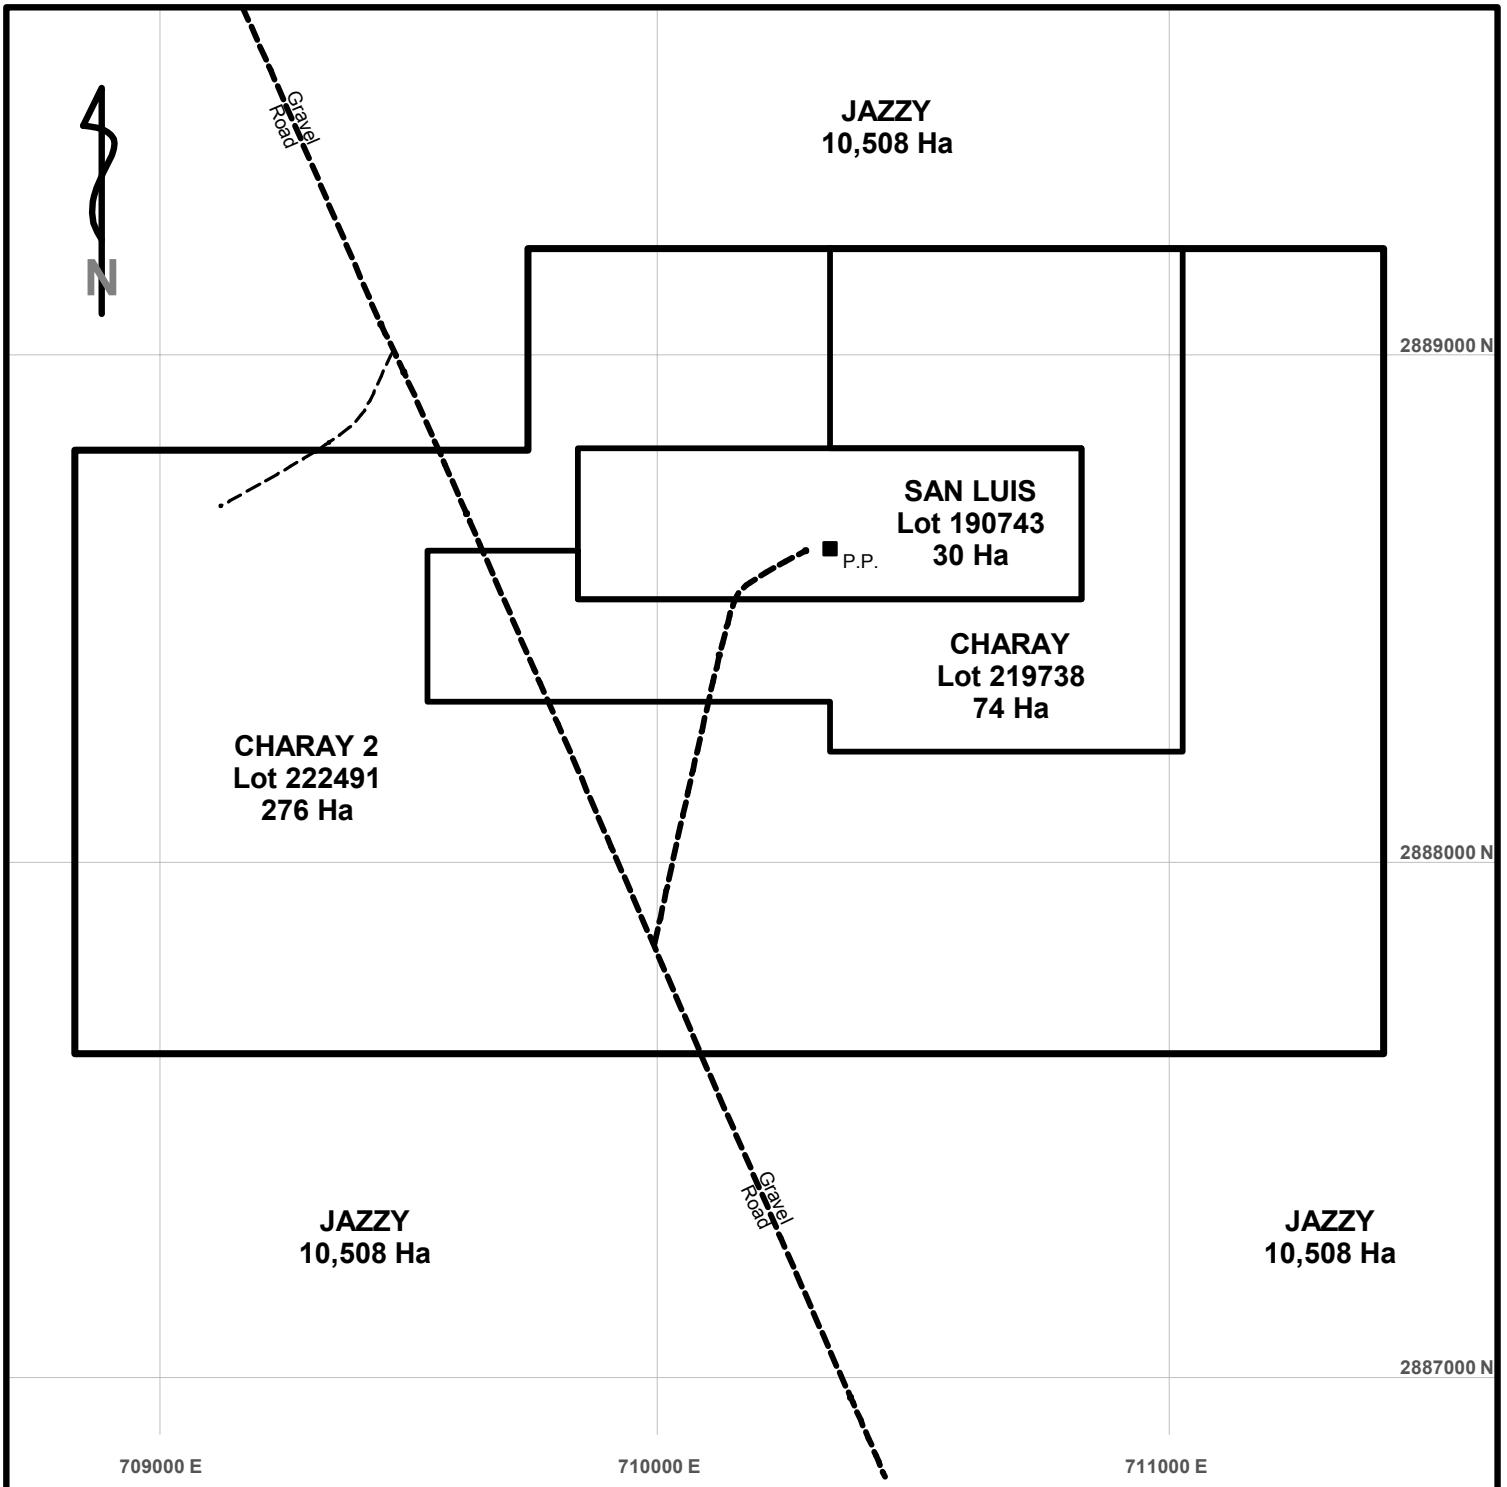 Gravel
Road
JAZZY
10,508 Ha
N
2889000 N
SAN LUIS
Lot 190743
30 Ha
P.P.
CHARAY
Lot 219738
74 Ha
CHARAY 2
Lot 222491
276 Ha
2888000 N
Gravel
Road
JAZZY
10,508 Ha
JAZZY
10,508 Ha
2887000 N
709000 E
710000 E
711000 E